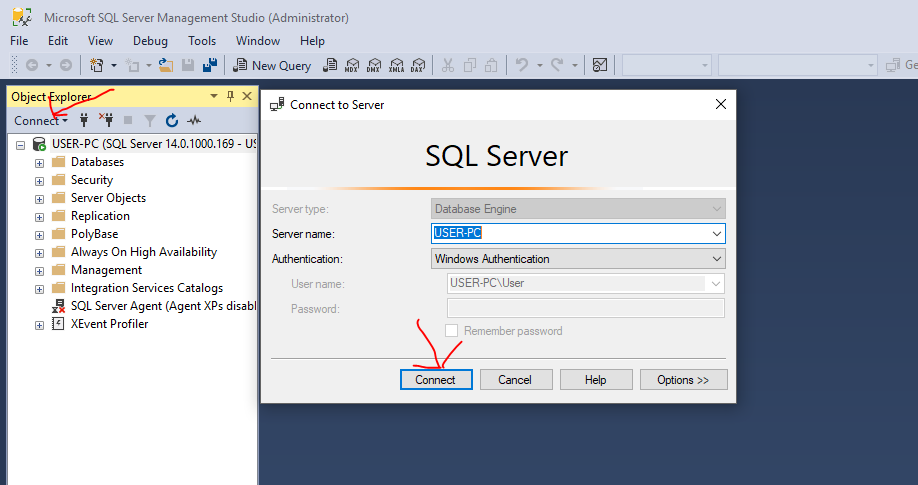 Microsoft SQL Server Management Studio (Administrator)
File Edit View Debug Tools Window Help
New Query MDX DMX XMLA DAX Ge
Object Explorer
Connect
USER-PC (SQL Server 14.0.1000.169 - US
Databases
Security
Server Objects
Replication
PolyBase
Always On High Availability
Management
Integration Services Catalogs
SQL Server Agent (Agent XPs disabl
XEvent Profiler
Connect to Server
SQL Server
Server type: Database Engine
Server name: USER-PC
Authentication: Windows Authentication
User name: USER-PC\User
Password:
Remember password
Connect Cancel Help Options >>